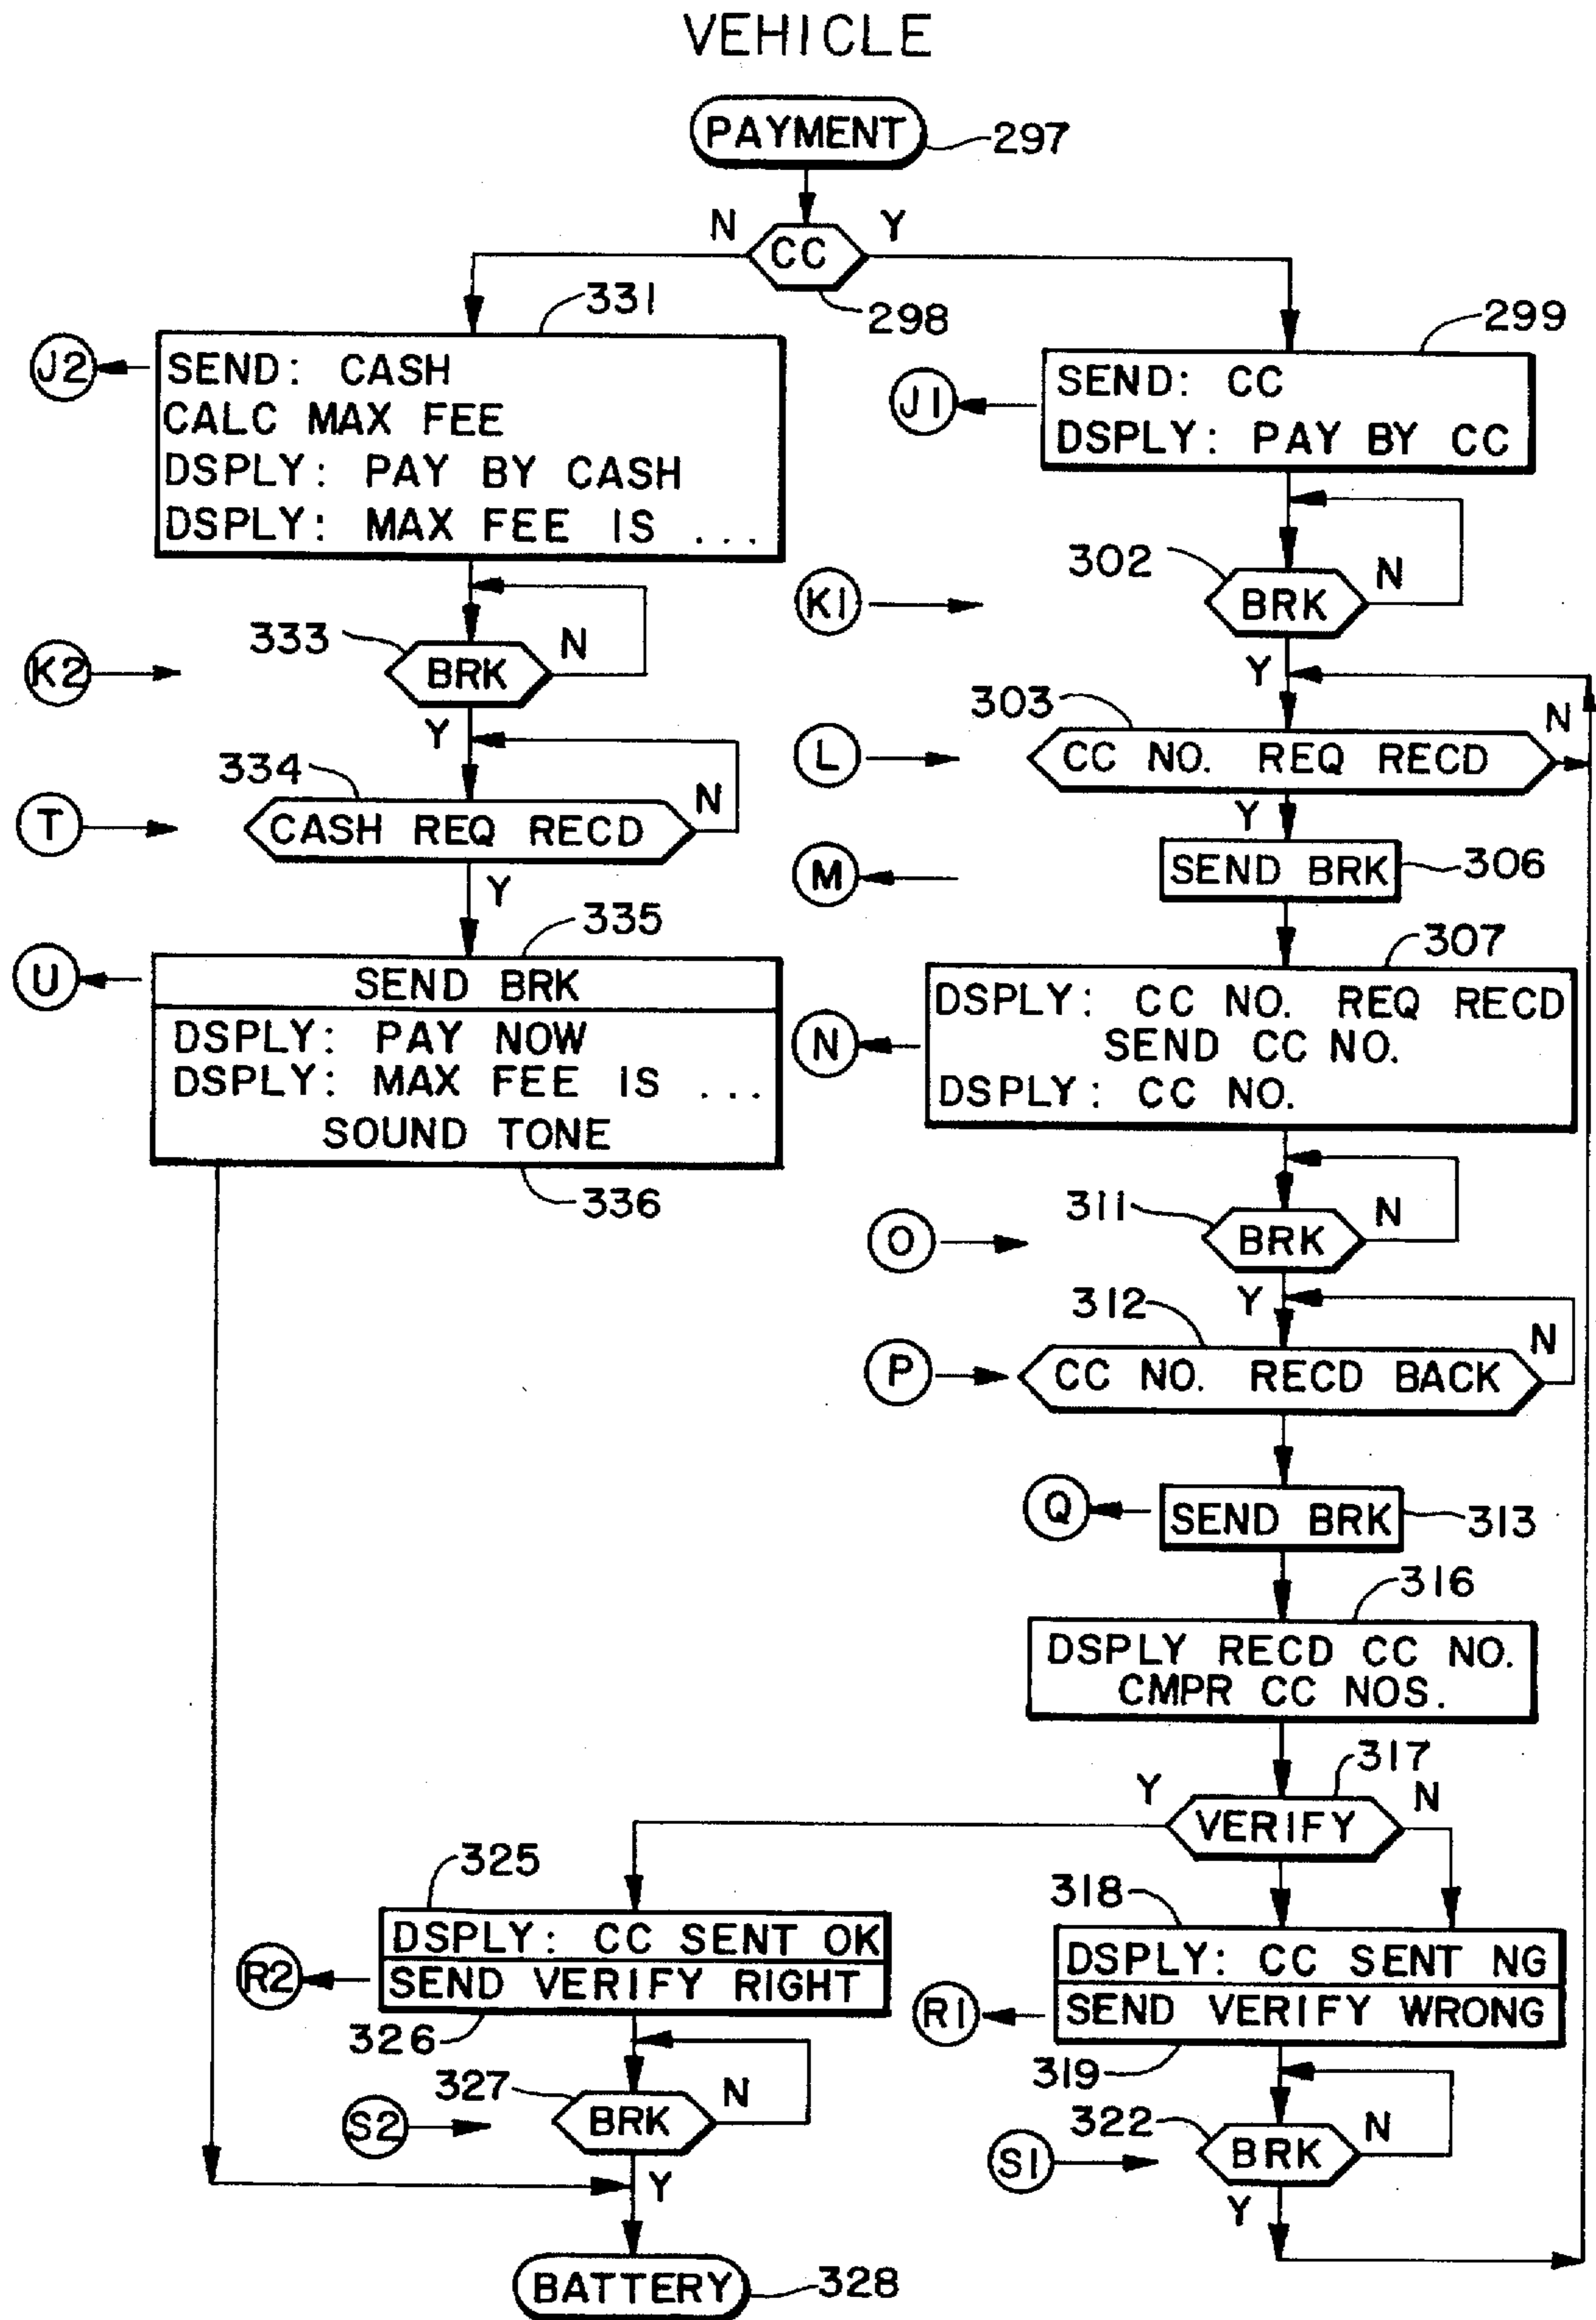 VEHICLE
PAYMENT
297
N
Y
CC
298
331
299
J2
SEND: CASH
CALC MAX FEE
DSPLY: PAY BY CASH
DSPLY: MAX FEE IS ...
J1
SEND: CC
DSPLY: PAY BY CC
302
N
K1
BRK
333
N
K2
BRK
Y
Y
303
N
L
CC NO. REQ RECD
334
N
T
CASH REQ RECD
Y
M
SEND BRK
306
Y
335
307
U
SEND BRK
DSPLY: PAY NOW
DSPLY: MAX FEE IS ...
SOUND TONE
336
N
DSPLY: CC NO. REQ RECD
SEND CC NO.
DSPLY: CC NO.
311
N
O
BRK
Y
312
N
P
CC NO. RECD BACK
Q
SEND BRK
313
316
DSPLY RECD CC NO.
CMPR CC NOS.
317
Y
N
VERIFY
325
318
DSPLY: CC SENT OK
R2
SEND VERIFY RIGHT
326
DSPLY: CC SENT NG
R1
SEND VERIFY WRONG
319
327
N
S2
BRK
Y
322
N
S1
BRK
Y
BATTERY
328